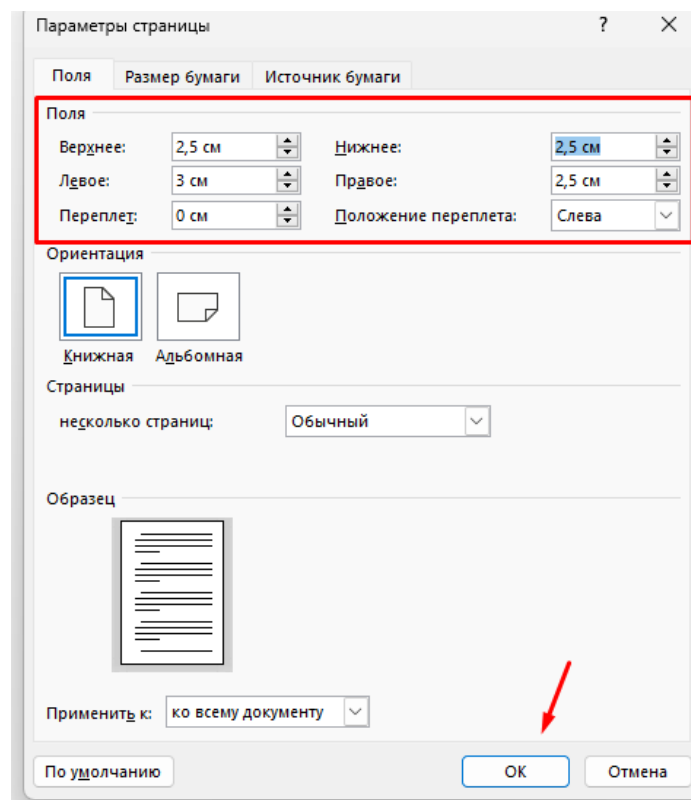 Параметры страницы ?
Поля Размер бумаги Источник бумаги
Поля
Верхнее: 2,5 см Нижнее: 2,5 см
Левое: 3 см Правое: 2,5 см
Переплет: 0 см Положение переплета: Слева
Ориентация
Книжная Альбомная
Страницы
несколько страниц: Обычный
Образец
Применить к: ко всему документу
По умолчанию ОК Отмена